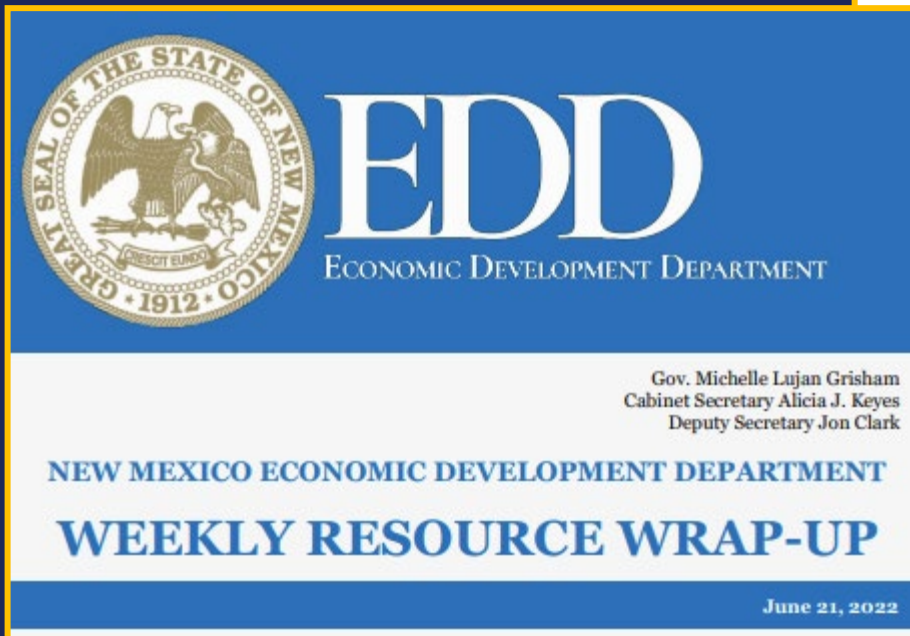 GREAT SEAL OF THE STATE OF NEW MEXICO
CRESCIT EUNDO
• 1912 •
EDD
ECONOMIC DEVELOPMENT DEPARTMENT
Gov. Michelle Lujan Grisham
Cabinet Secretary Alicia J. Keyes
Deputy Secretary Jon Clark
NEW MEXICO ECONOMIC DEVELOPMENT DEPARTMENT
WEEKLY RESOURCE WRAP-UP
June 21, 2022